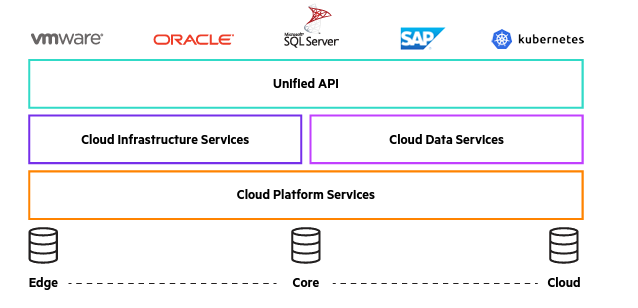 vmware
ORACLE
Microsoft
SQL Server
SAP
kubernetes
Unified API
Cloud Infrastructure Services
Cloud Data Services
Cloud Platform Services
Edge
Core
Cloud